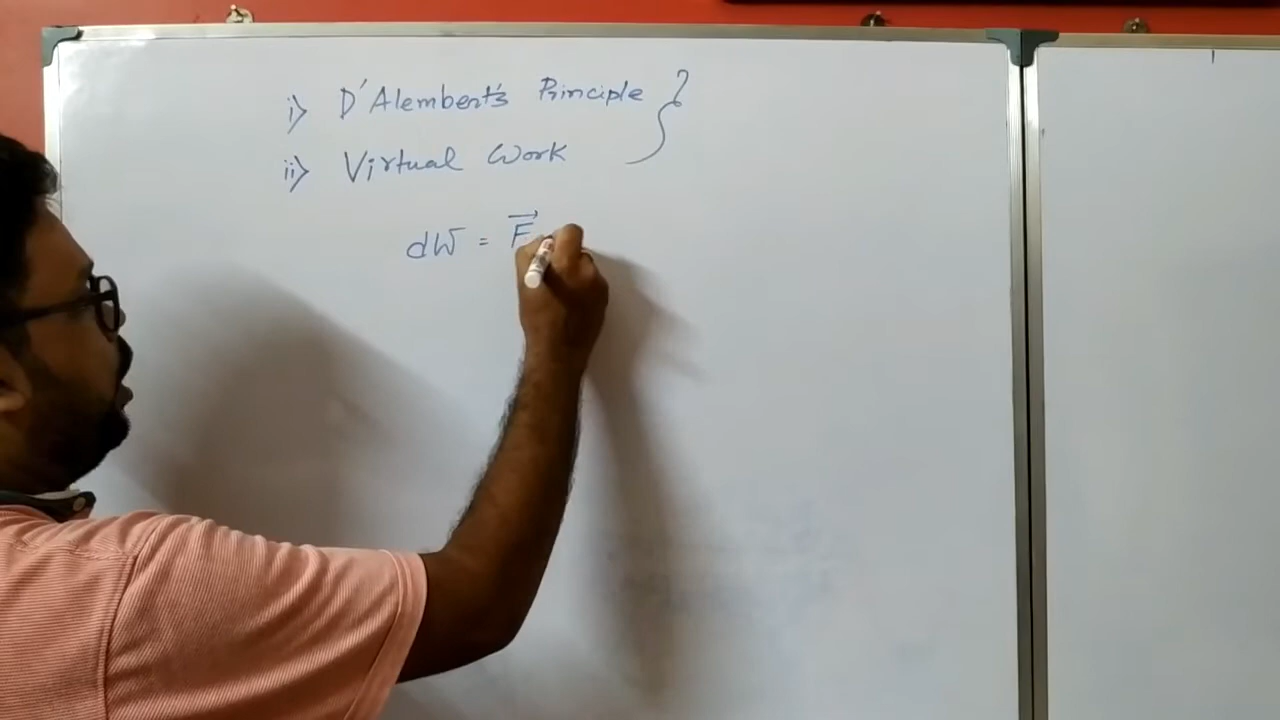 i) D'Alembert's Principle
ii) Virtual Work
dW = F